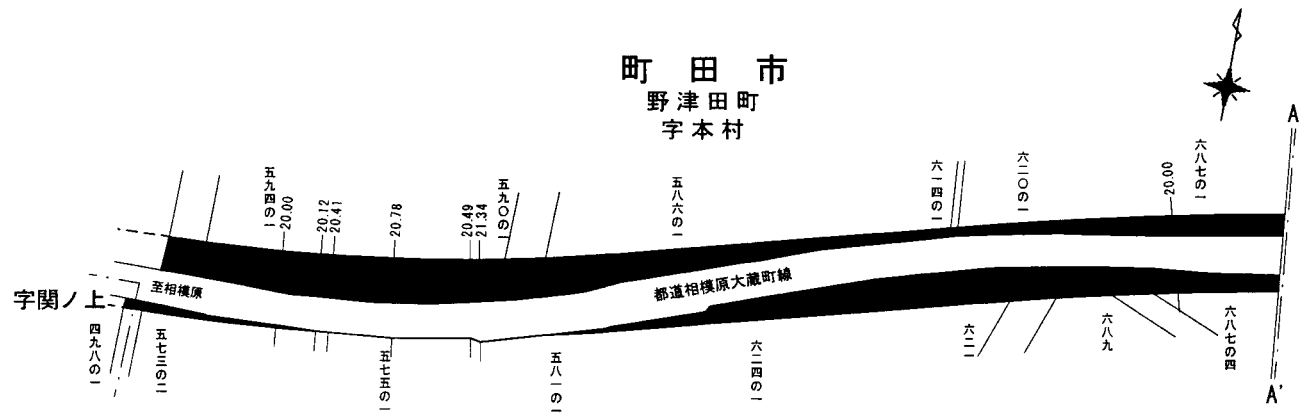 町田市
野津田町
字本村
A
五九四の一
20.00
20.12
20.41
20.78
20.49
21.34
五九〇の一
五八六の一
六一四の一
六二〇の一
20.00
六八七の一
至相模原
都道相模原大蔵町線
字関ノ上
四九八の一
五七三の二
五七五の一
五八一の一
六二四の一
六二一
六八九
六八七の四
A'